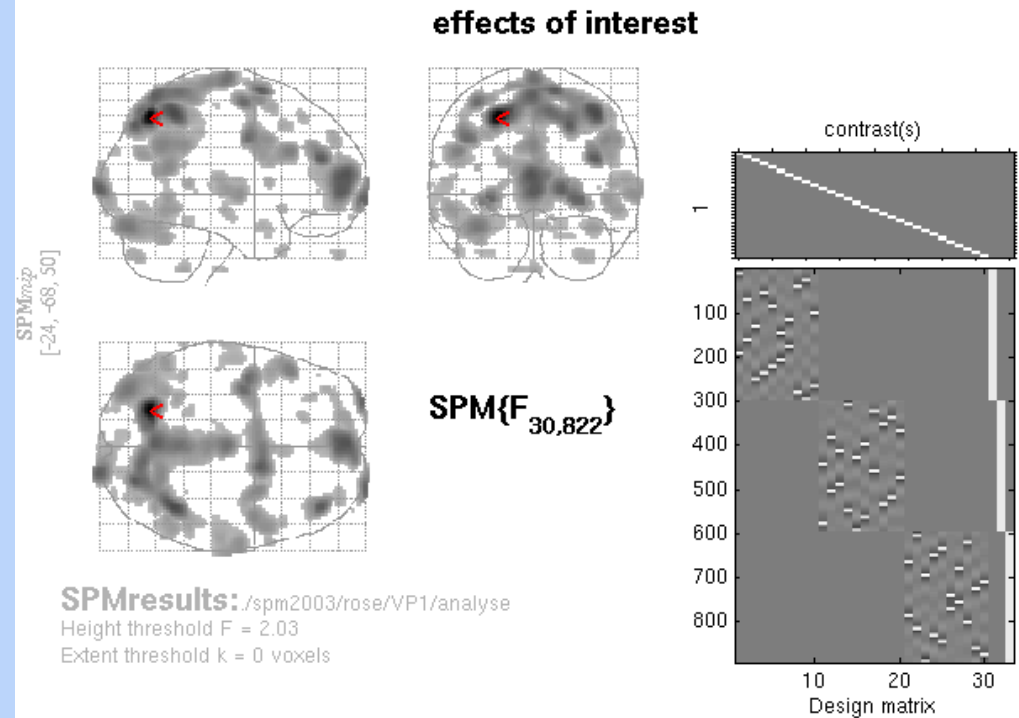 effects of interest
SPMmip
[-24, -68, 50]
<
<
<
SPM{F30,822}
SPMresults: ./spm2003/rose/VP1/analyse
Height threshold F = 2.03
Extent threshold k = 0 voxels
contrast(s)
1
100
200
300
400
500
600
700
800
10 20 30
Design matrix